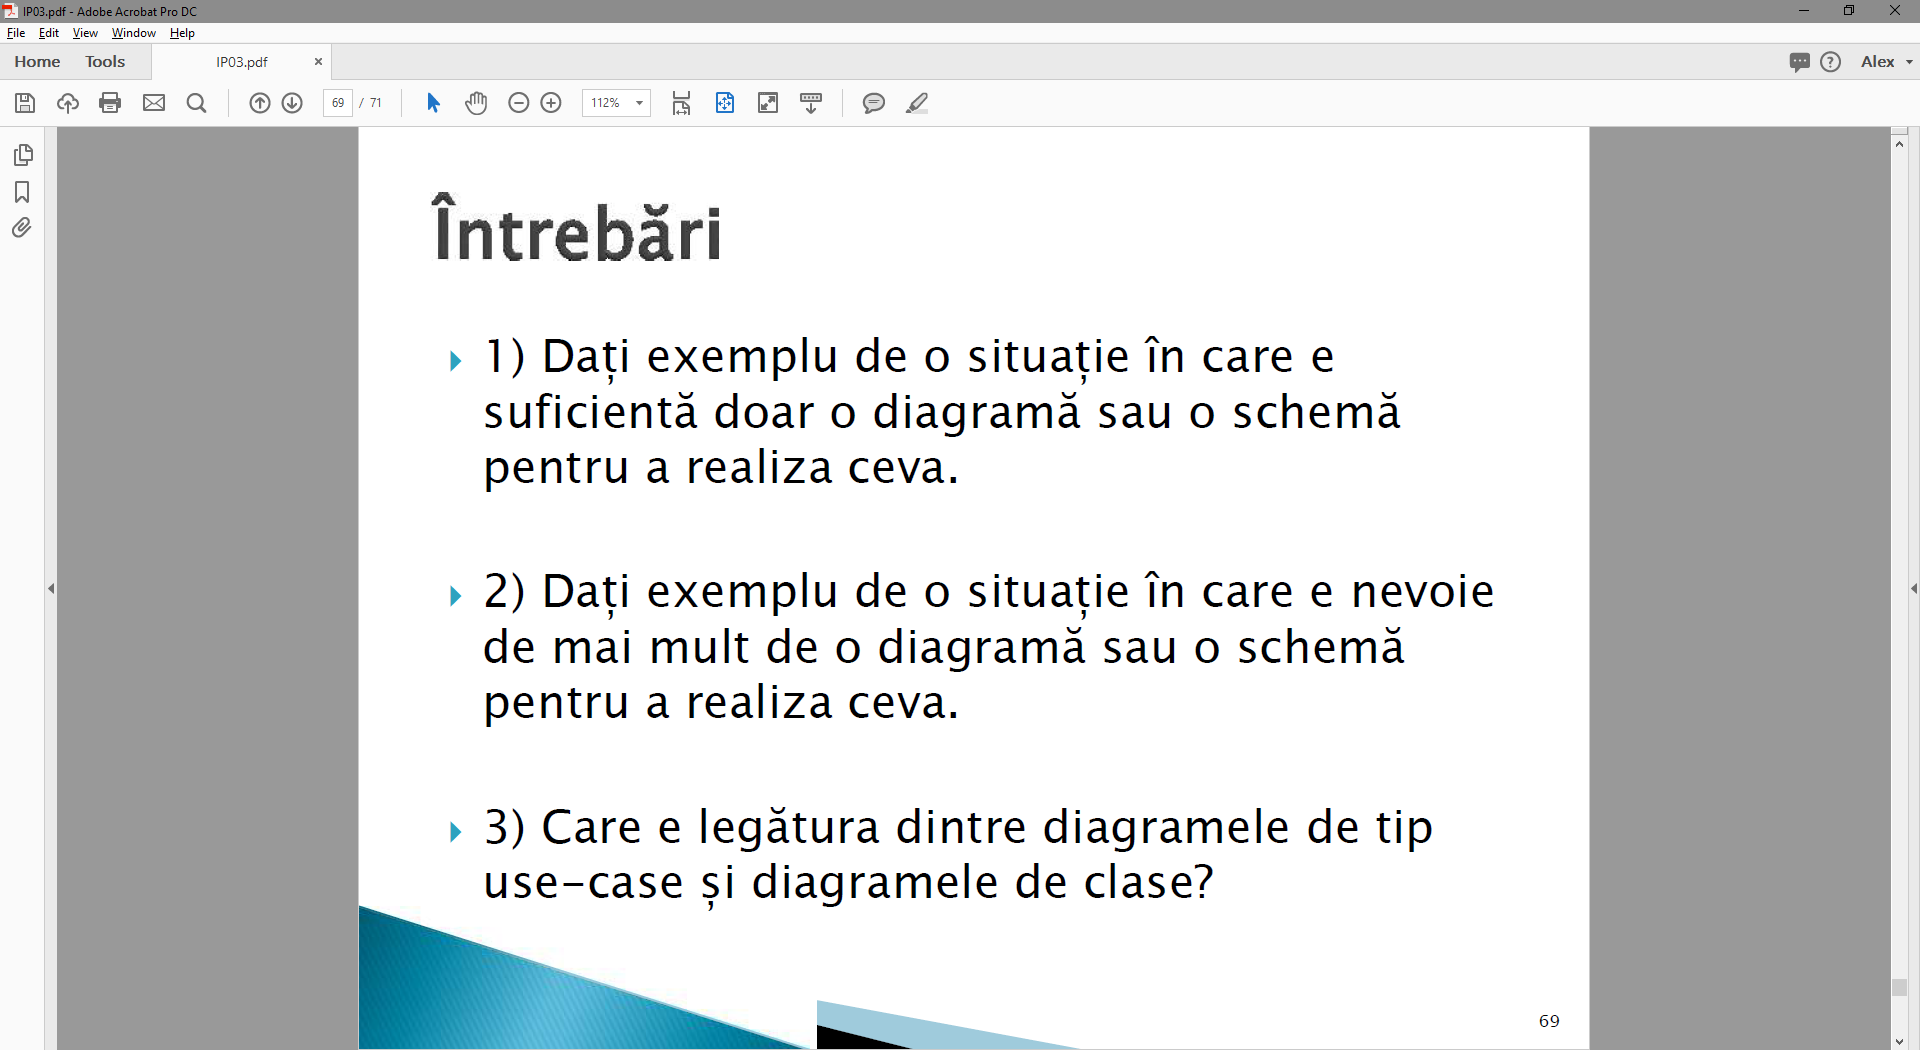 IP03.pdf - Adobe Acrobat Pro DC
File Edit View Window Help
Home Tools IP03.pdf × Alex
69 / 71 112%
Întrebări
1) Dați exemplu de o situație în care e
suficientă doar o diagramă sau o schemă
pentru a realiza ceva.
2) Dați exemplu de o situație în care e nevoie
de mai mult de o diagramă sau o schemă
pentru a realiza ceva.
3) Care e legătura dintre diagramele de tip
use-case și diagramele de clase?
69